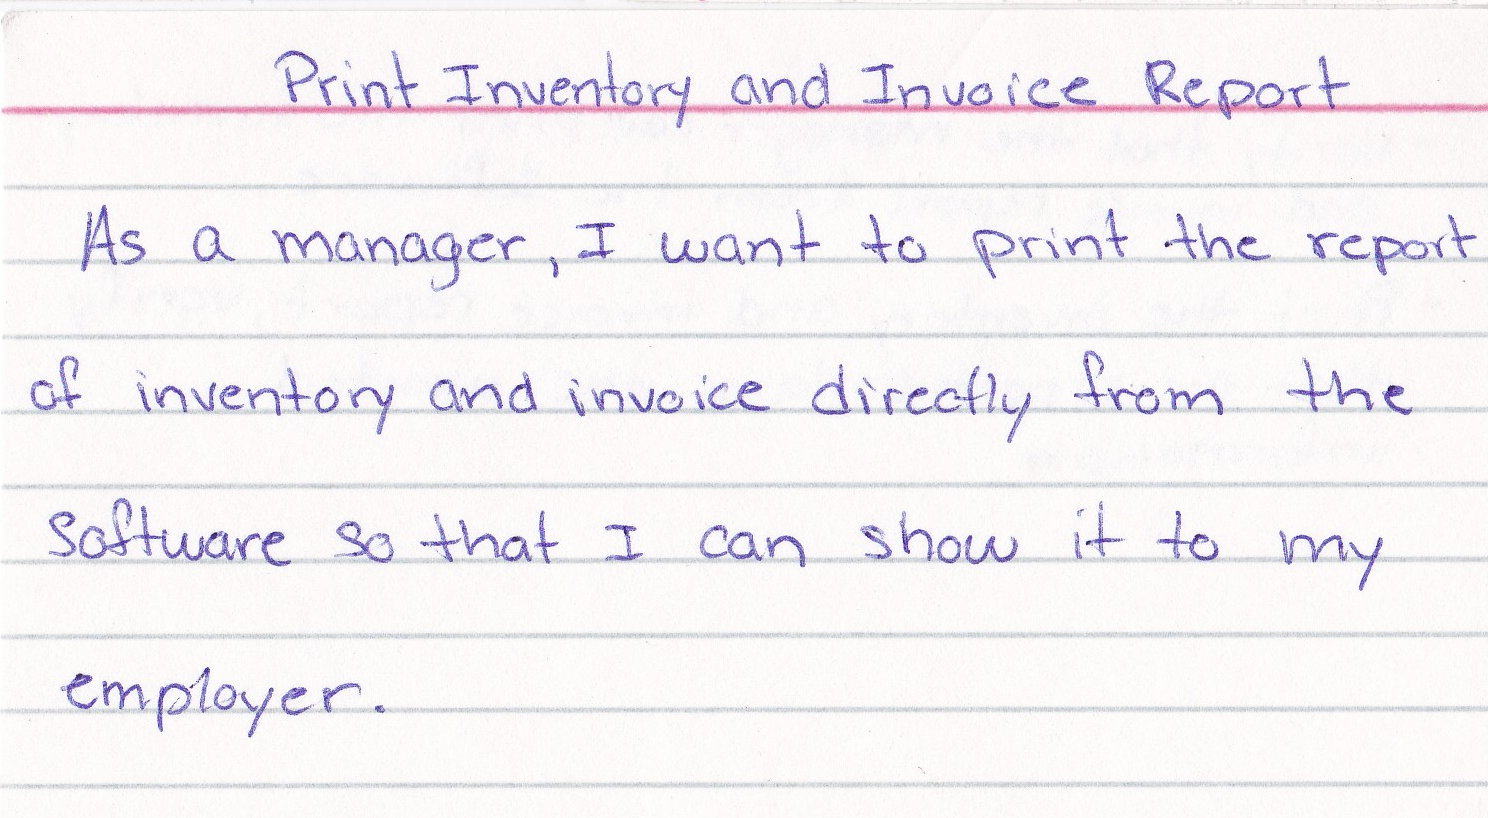 Print Inventory and Invoice Report
As a manager, I want to print the report
of inventory and invoice directly from the
Software so that I can show it to my
employer.